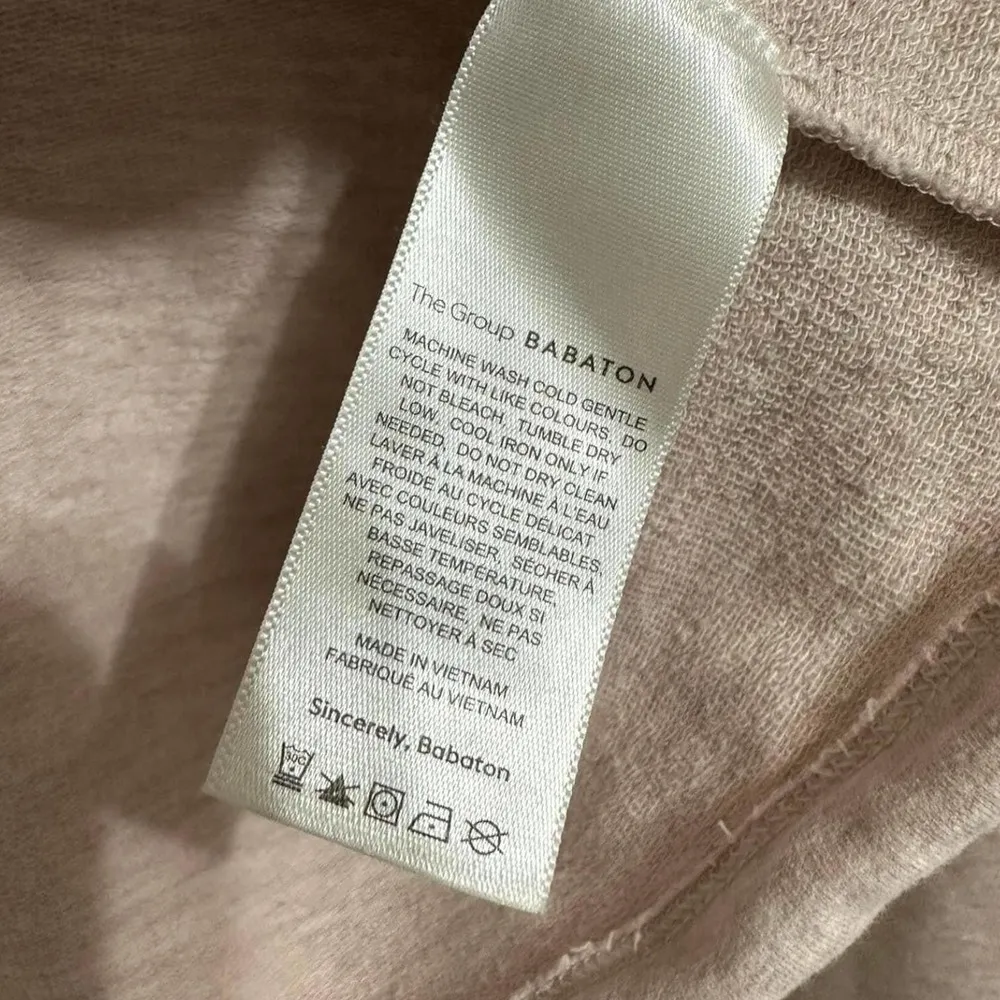 The Group BABATON
MACHINE WASH COLD GENTLE
CYCLE WITH LIKE COLOURS, DO
NOT BLEACH, TUMBLE DRY
LOW, COOL IRON ONLY IF
NEEDED, DO NOT DRY CLEAN
LAVER À LA MACHINE À L'EAU
FROIDE AU CYCLE DÉLICAT
AVEC COULEURS SEMBLABLES,
NE PAS JAVELISER, SÉCHER À
BASSE TEMPÉRATURE,
REPASSAGE DOUX SI
NÉCESSAIRE, NE PAS
NETTOYER À SEC
MADE IN VIETNAM
FABRIQUÉ AU VIETNAM
Sincerely, Babaton
30C